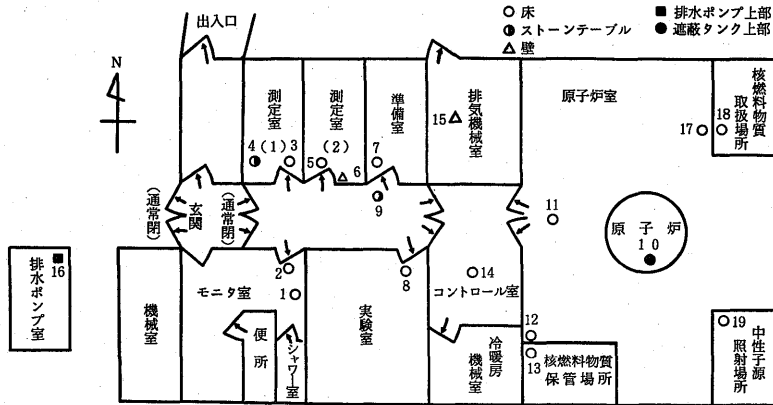 出入口
○ 床
◐ ストーンテーブル
△ 壁
■ 排水ポンプ上部
● 遮蔽タンク上部
N
測定室
(1)
測定室
(2)
準備室
排気機械室
原子炉室
核燃料物質
取扱場所
4
3
5
6
7
15
17
18
9
(通常閉)
玄関
(通常閉)
11
原子炉
10
16
排水ポンプ室
機械室
モニタ室
2
1
便所
シャワー室
実験室
8
14
コントロール室
冷暖房
機械室
12
13
核燃料物質
保管場所
19
中性子源
照射場所